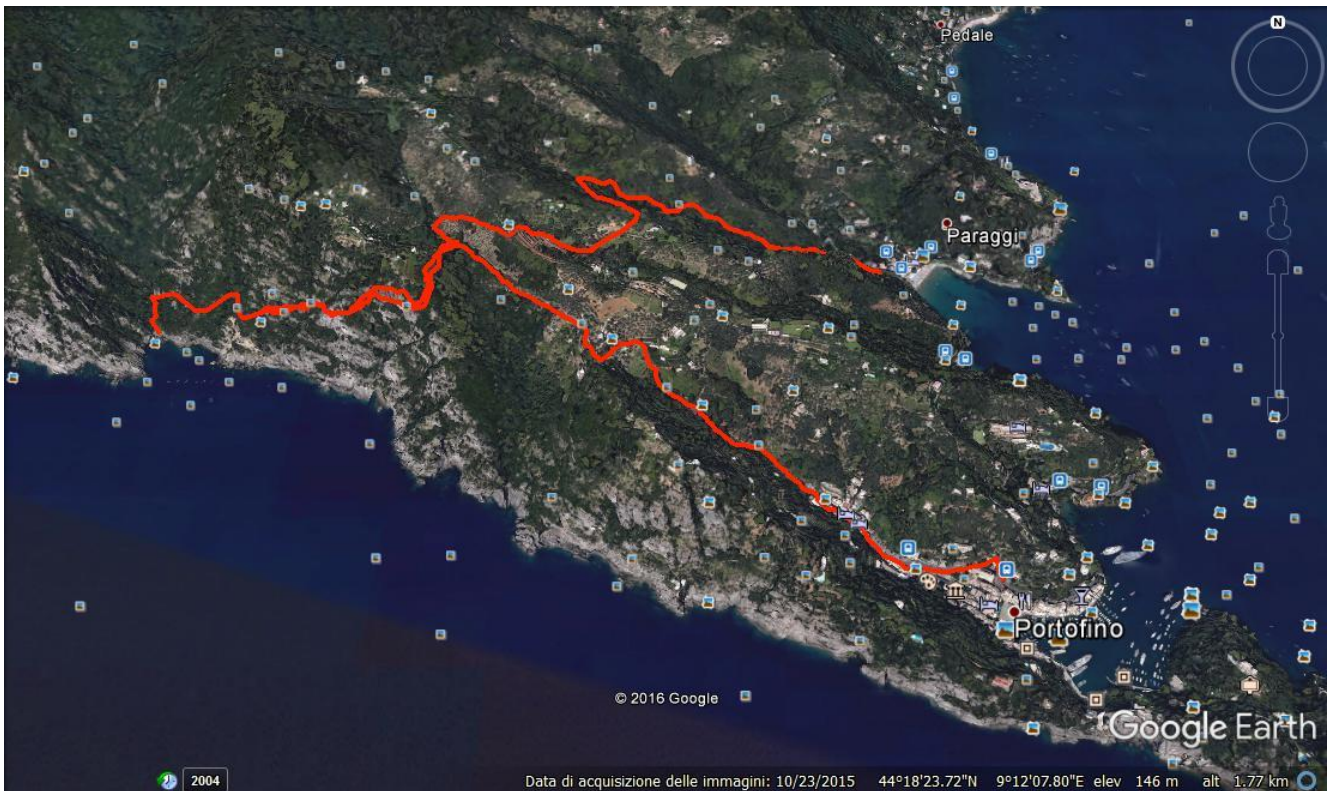 N
Pedale
Paraggi
Portofino
© 2016 Google
Google Earth
2004
Data di acquisizione delle immagini: 10/23/2015 44°18'23.72"N 9°12'07.80"E elev 146 m alt 1.77 km